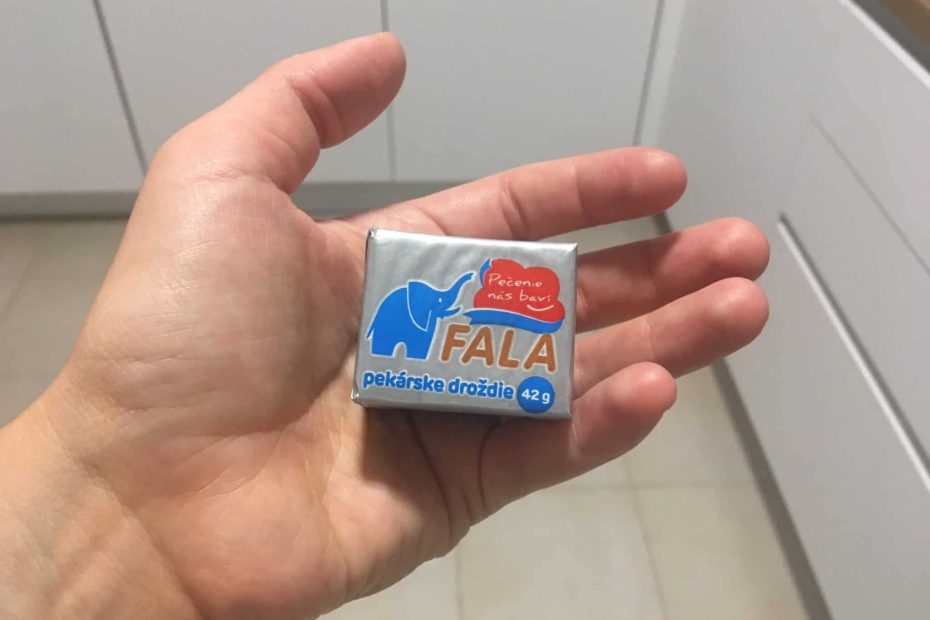 Pečenie
nás baví
FALA
pekárske droždie 42 g